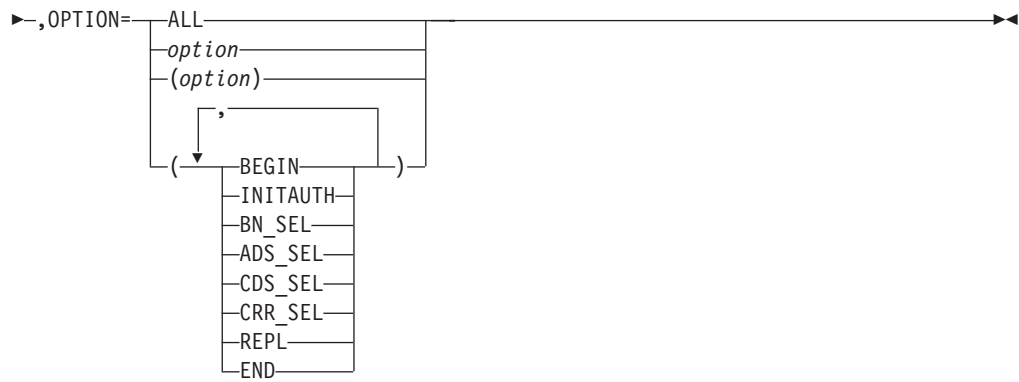 ,OPTION= ALL
option
(option)
,
( BEGIN )
INITAUTH
BN_SEL
ADS_SEL
CDS_SEL
CRR_SEL
REPL
END